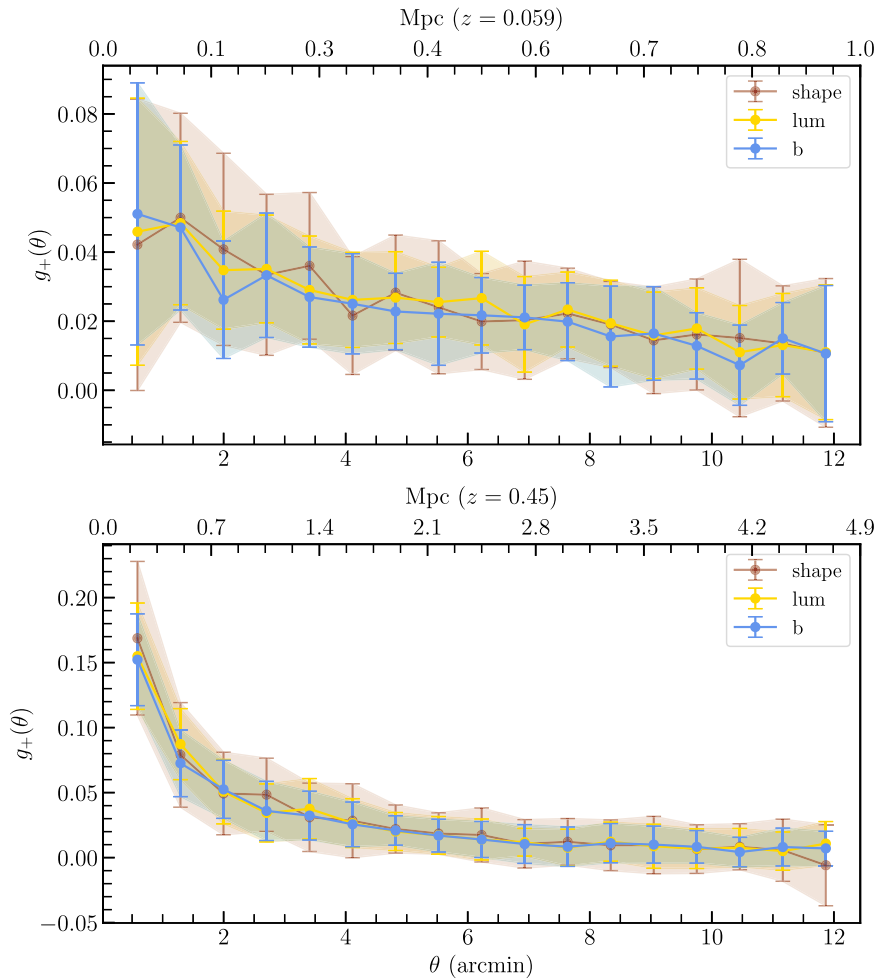 Mpc (z = 0.059)
0.0 0.1 0.3 0.4 0.6 0.7 0.8 1.0
0.08
0.06
0.04
0.02
0.00
g₊(θ)
shape
lum
b
2 4 6 8 10 12
Mpc (z = 0.45)
0.0 0.7 1.4 2.1 2.8 3.5 4.2 4.9
0.20
0.15
0.10
0.05
0.00
−0.05
g₊(θ)
shape
lum
b
2 4 6 8 10 12
θ (arcmin)